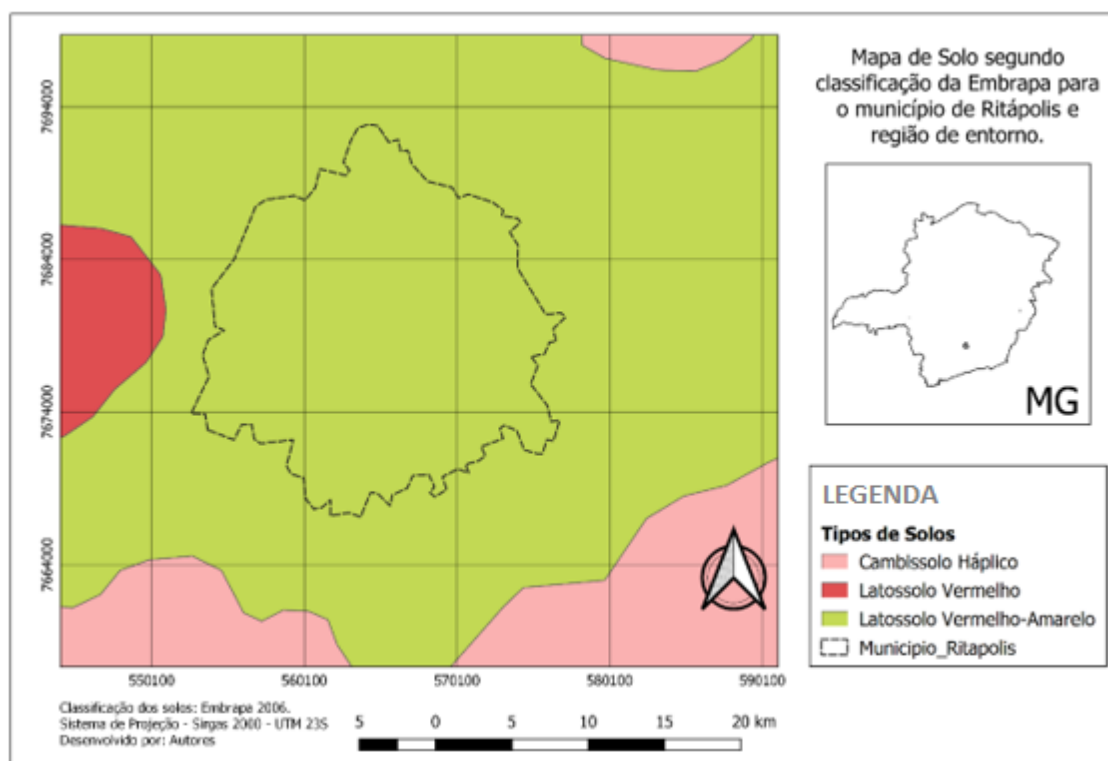 Mapa de Solo segundo
classificação da Embrapa para
o município de Ritápolis e
região de entorno.
7694000
7684000
7674000
7664000
550100
560100
570100
580100
590100
MG
LEGENDA
Tipos de Solos
Cambissolo Háplico
Latossolo Vermelho
Latossolo Vermelho-Amarelo
Municipio_Ritapolis
Classificação dos solos: Embrapa 2006.
Sistema de Projeção - Sirgas 2000 - UTM 23S
Desenvolvido por: Autores
5 0 5 10 15 20 km